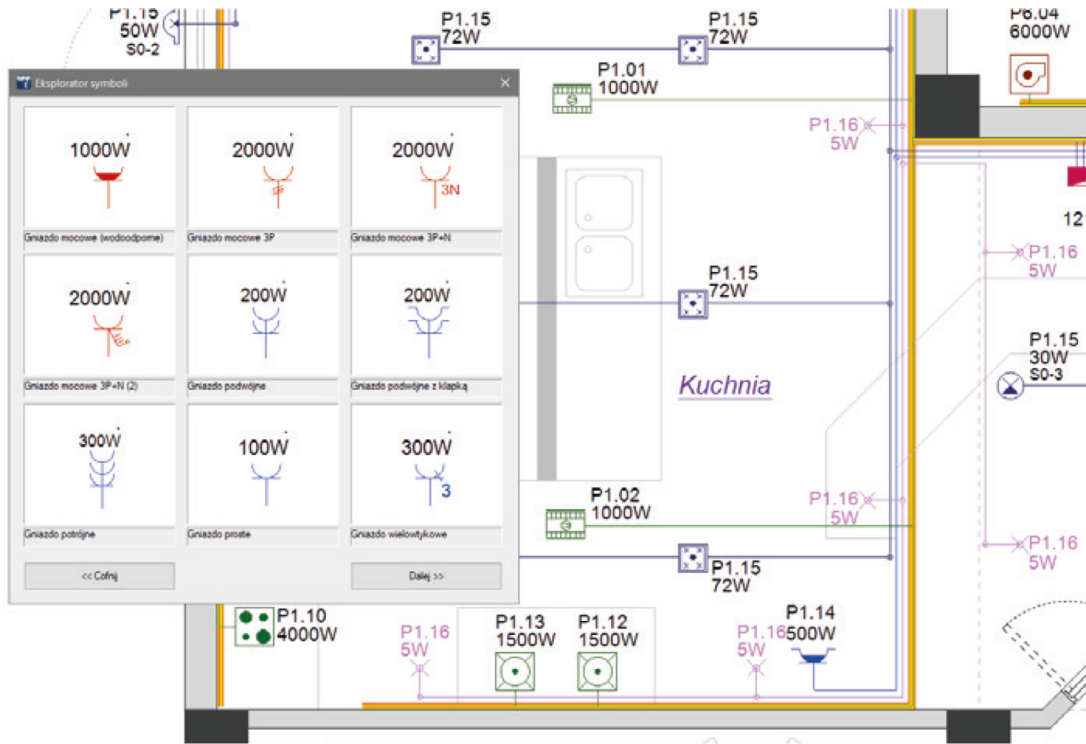 P1.15
50W
S0-2
P1.15
72W
P1.15
72W
P6.04
6000W
P1.01
1000W
P1.16
5W
Eksplorator symboli
1000W
2000W
2000W
3N
Gniazdo mocowe (wodoodporne)
Gniazdo mocowe 3P
Gniazdo mocowe 3P+N
2000W
200W
200W
Gniazdo mocowe 3P+N (2)
Gniazdo podwójne
Gniazdo podwójne z klapką
300W
100W
300W
3
Gniazdo potrójne
Gniazdo proste
Gniazdo wielowtykowe
<< Cofnij
Dalej >>
12
P1.16
5W
P1.15
72W
P1.15
30W
S0-3
Kuchnia
P1.02
1000W
P1.16
5W
P1.16
5W
P1.15
72W
P1.10
4000W
P1.16
5W
P1.13
1500W
P1.12
1500W
P1.16
5W
P1.14
500W